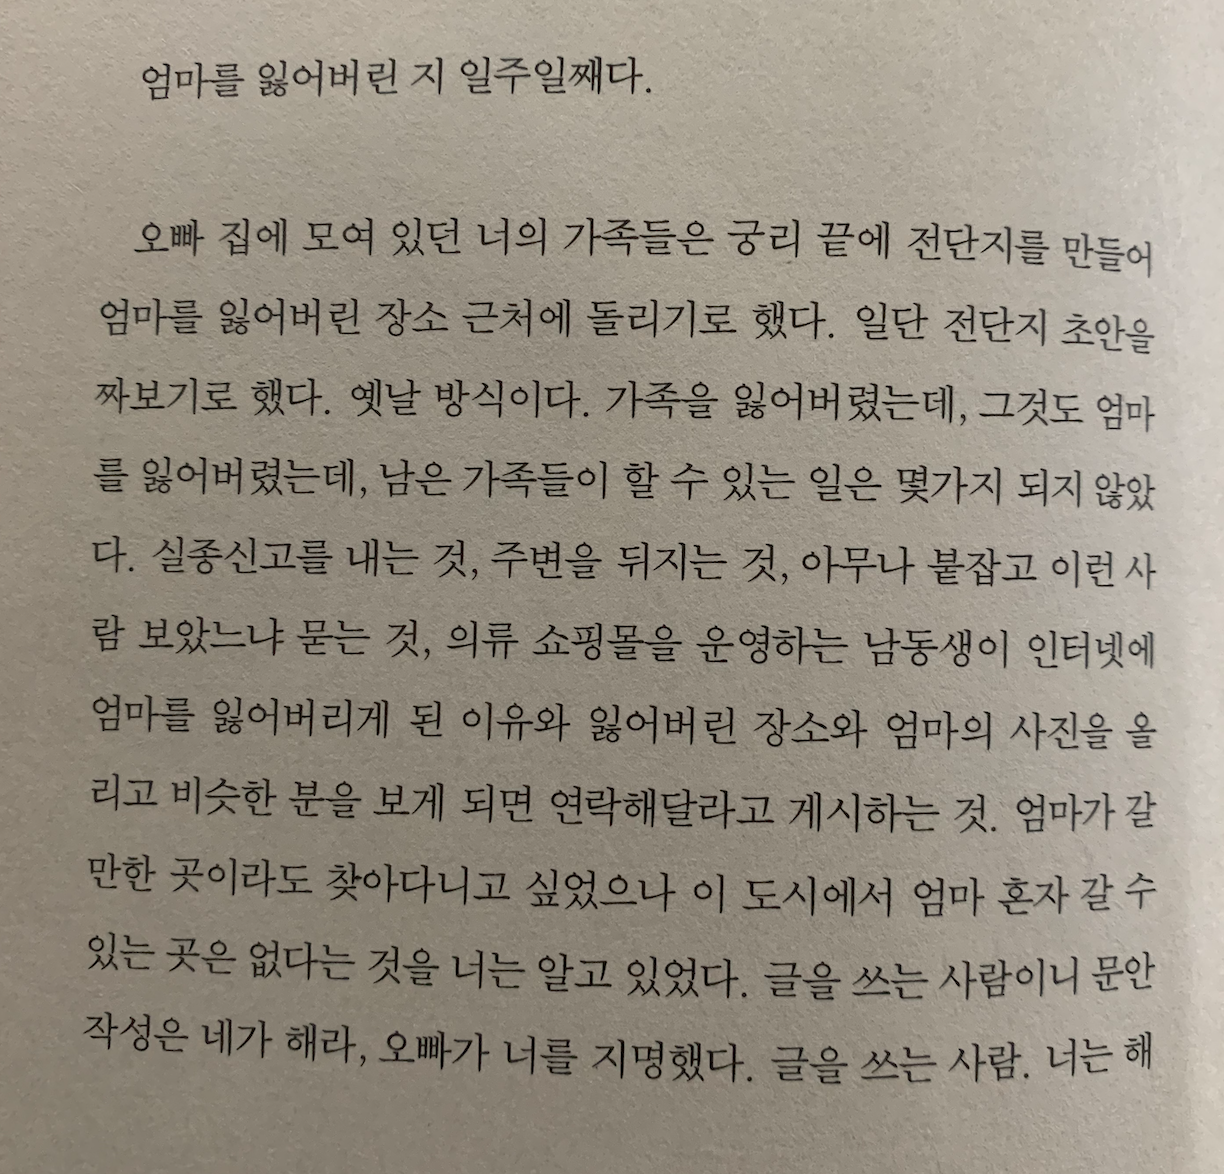 엄마를 잃어버린 지 일주일째다.
오빠 집에 모여 있던 너의 가족들은 궁리 끝에 전단지를 만들어
엄마를 잃어버린 장소 근처에 돌리기로 했다. 일단 전단지 초안을
짜보기로 했다. 옛날 방식이다. 가족을 잃어버렸는데, 그것도 엄마
를 잃어버렸는데, 남은 가족들이 할 수 있는 일은 몇가지 되지 않았
다. 실종신고를 내는 것, 주변을 뒤지는 것, 아무나 붙잡고 이런 사
람 보았느냐 묻는 것, 의류 쇼핑몰을 운영하는 남동생이 인터넷에
엄마를 잃어버리게 된 이유와 잃어버린 장소와 엄마의 사진을 올
리고 비슷한 분을 보게 되면 연락해달라고 게시하는 것. 엄마가 갈
만한 곳이라도 찾아다니고 싶었으나 이 도시에서 엄마 혼자 갈 수
있는 곳은 없다는 것을 너는 알고 있었다. 글을 쓰는 사람이니 문안
작성은 네가 해라, 오빠가 너를 지명했다. 글을 쓰는 사람. 너는 해